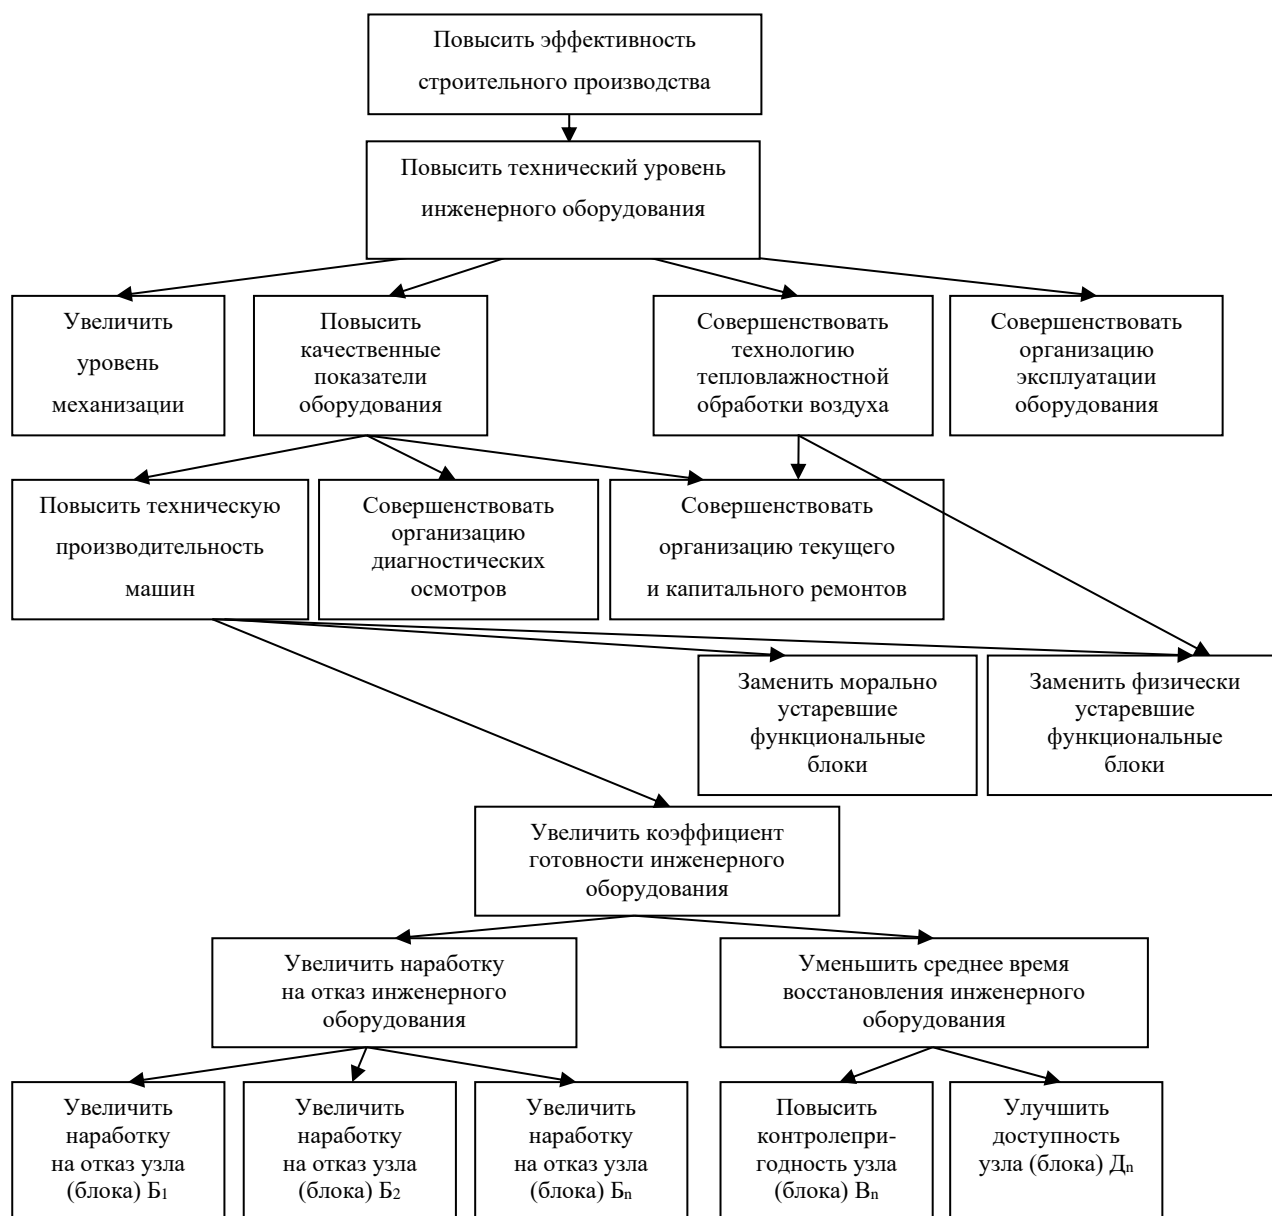 Повысить эффективность
строительного производства
Повысить технический уровень
инженерного оборудования
Увеличить
уровень
механизации
Повысить
качественные
показатели
оборудования
Совершенствовать
технологию
тепловлажностной
обработки воздуха
Совершенствовать
организацию
эксплуатации
оборудования
Повысить техническую
производительность
машин
Совершенствовать
организацию
диагностических
осмотров
Совершенствовать
организацию текущего
и капитального ремонтов
Заменить морально
устаревшие
функциональные
блоки
Заменить физически
устаревшие
функциональные
блоки
Увеличить коэффициент
готовности инженерного
оборудования
Увеличить наработку
на отказ инженерного
оборудования
Уменьшить среднее время
восстановления инженерного
оборудования
Увеличить
наработку
на отказ узла
(блока) Б₁
Увеличить
наработку
на отказ узла
(блока) Б₂
Увеличить
наработку
на отказ узла
(блока) Бₙ
Повысить
контролепри-
годность узла
(блока) Вₙ
Улучшить
доступность
узла (блока) Дₙ